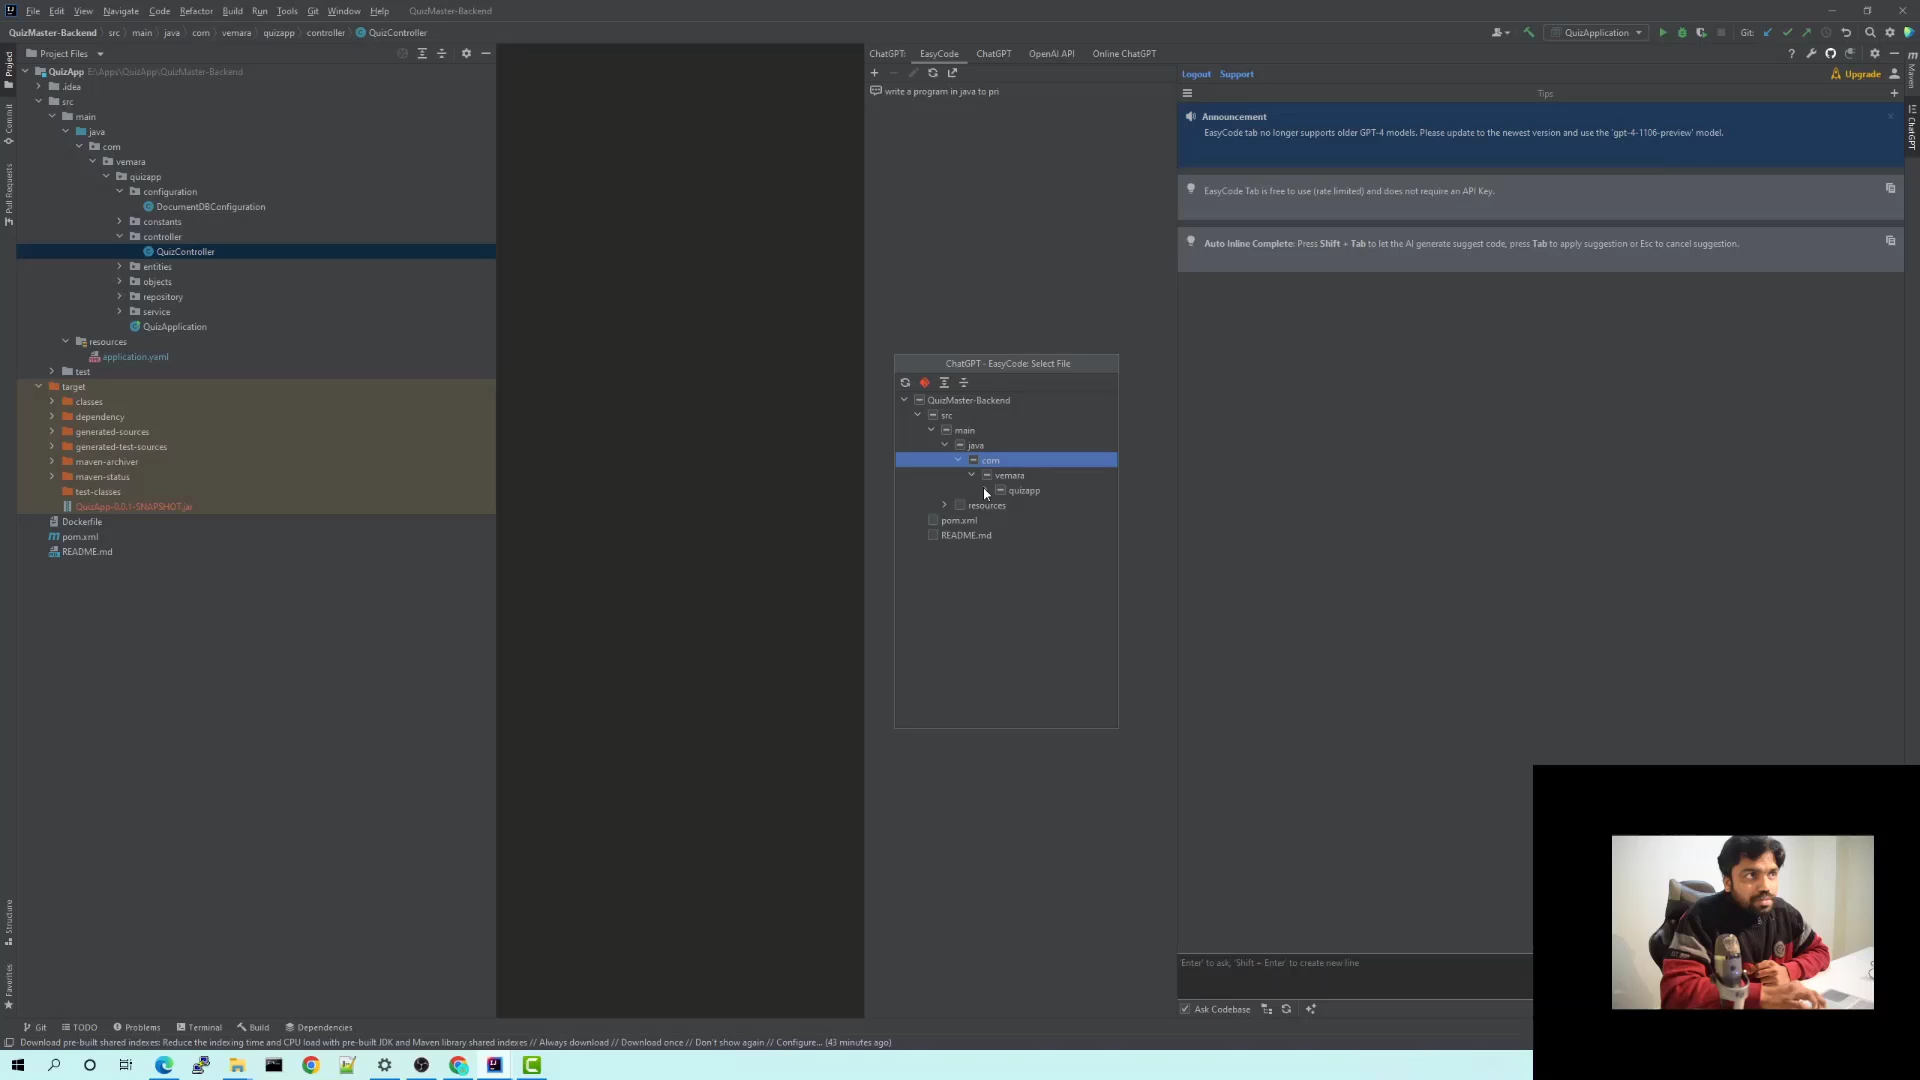 File Edit View Navigate Code Refactor Build Run Tools Git Window Help QuizMaster-Backend
QuizMaster-Backend src main java com vemara quizapp controller QuizController
QuizApplication Git:
Project
Commit
Pull Requests
Structure
Favorites
Project Files
QuizApp E:\Apps\QuizApp\QuizMaster-Backend
.idea
src
main
java
com
vemara
quizapp
configuration
DocumentDBConfiguration
constants
controller
QuizController
entities
objects
repository
service
QuizApplication
resources
application.yaml
test
target
classes
dependency
generated-sources
generated-test-sources
maven-archiver
maven-status
test-classes
QuizApp-0.0.1-SNAPSHOT.jar
Dockerfile
pom.xml
README.md
ChatGPT: EasyCode ChatGPT OpenAI API Online ChatGPT
write a program in java to pri
ChatGPT - EasyCode: Select File
QuizMaster-Backend
src
main
java
com
vemara
quizapp
resources
pom.xml
README.md
Logout Support Upgrade
Tips
Announcement
EasyCode tab no longer supports older GPT-4 models. Please update to the newest version and use the 'gpt-4-1106-preview' model.
EasyCode Tab is free to use (rate limited) and does not require an API Key.
Auto Inline Complete: Press Shift + Tab to let the AI generate suggest code, press Tab to apply suggestion or Esc to cancel suggestion.
'Enter' to ask, 'Shift + Enter' to create new line
Ask Codebase
Maven
ChatGPT
Git TODO Problems Terminal Build Dependencies
Download pre-built shared indexes: Reduce the indexing time and CPU load with pre-built JDK and Maven library shared indexes // Always download // Download once // Don't show again // Configure... (43 minutes ago)